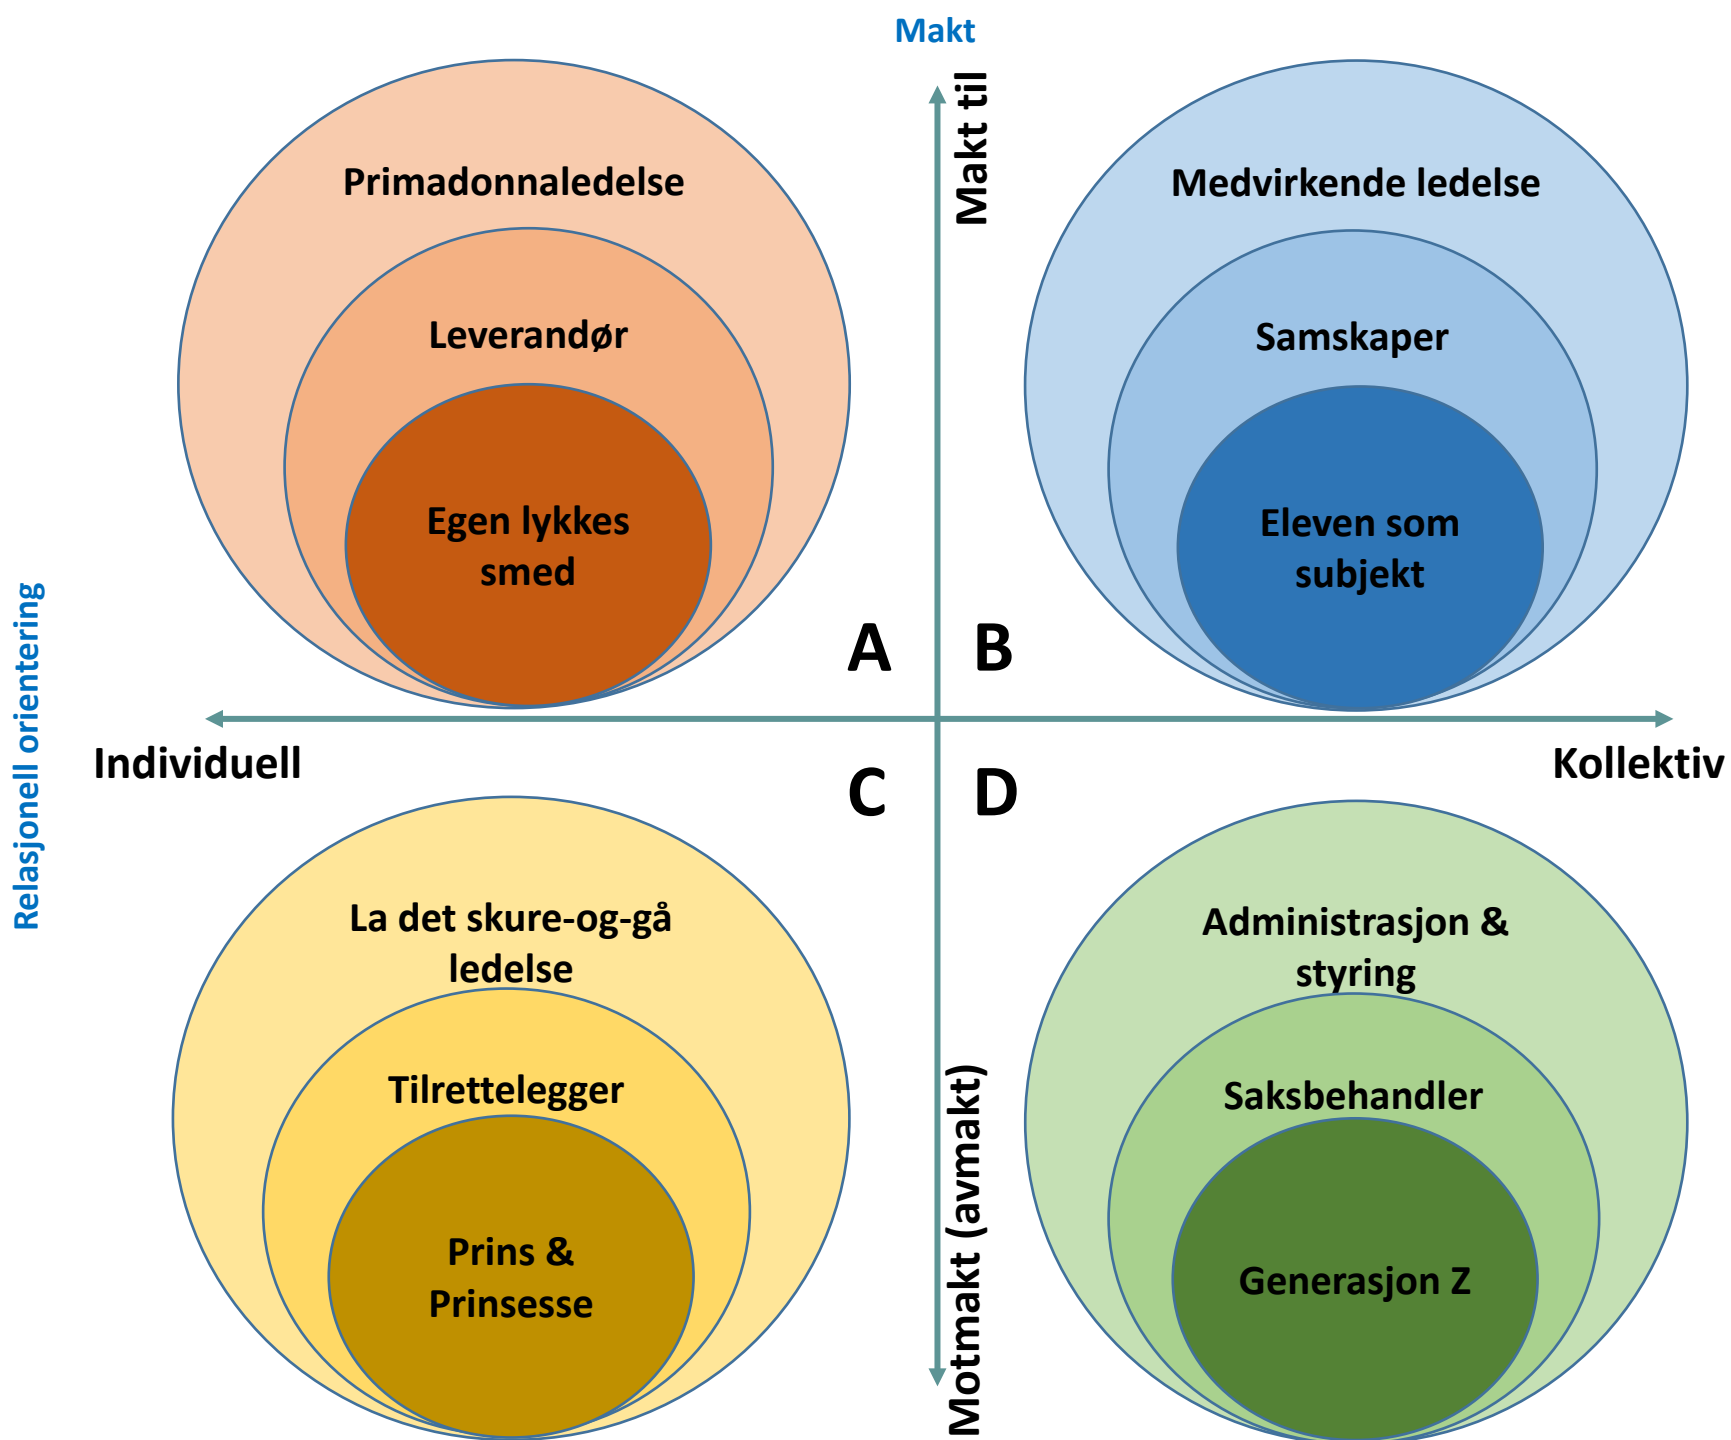 Makt
Makt til
Primadonnaledelse
Leverandør
Egen lykkes
smed
Medvirkende ledelse
Samskaper
Eleven som
subjekt
A
B
Relasjonell orientering
Individuell
Kollektiv
C
D
La det skure-og-gå
ledelse
Tilrettelegger
Prins &
Prinsesse
Motmakt (avmakt)
Administrasjon &
styring
Saksbehandler
Generasjon Z